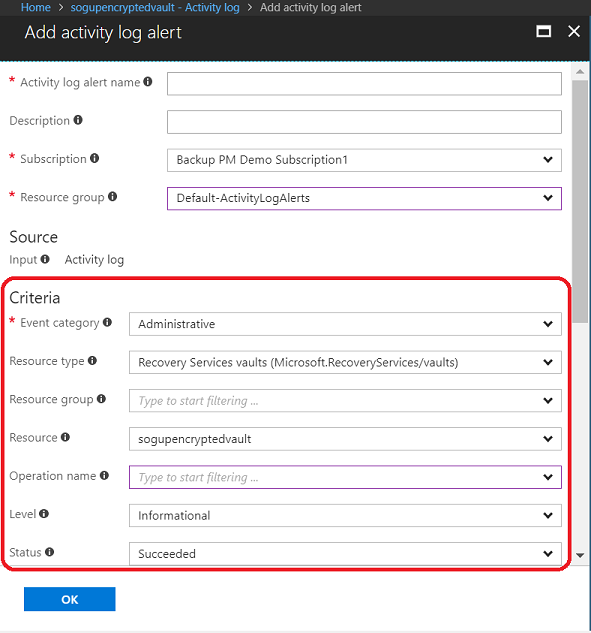 Home > sogupencryptedvault - Activity log > Add activity log alert
Add activity log alert
* Activity log alert name
Description
* Subscription Backup PM Demo Subscription1
* Resource group Default-ActivityLogAlerts
Source
Input Activity log
Criteria
* Event category Administrative
Resource type Recovery Services vaults (Microsoft.RecoveryServices/vaults)
Resource group Type to start filtering ...
Resource sogupencryptedvault
Operation name Type to start filtering ...
Level Informational
Status Succeeded
OK